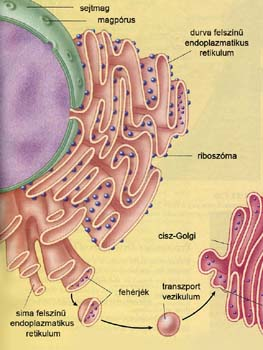 sejtmag
magpórus
durva felszínű
endoplazmatikus
retikulum
riboszóma
cisz-Golgi
fehérjék
transzport
vezikulum
sima felszínű
endoplazmatikus
retikulum